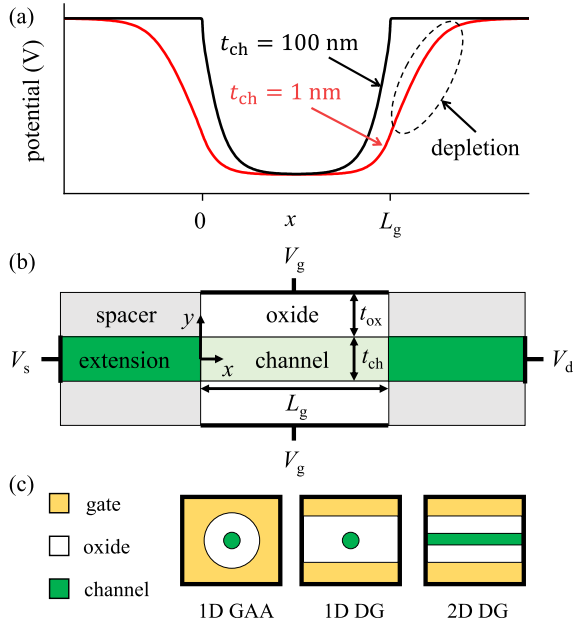 (a)
potential (V)
t_ch = 100 nm
t_ch = 1 nm
depletion
0
x
L_g
(b)
V_g
spacer
y
oxide
t_ox
V_s
extension
x
channel
t_ch
V_d
L_g
V_g
(c)
gate
oxide
channel
1D GAA
1D DG
2D DG